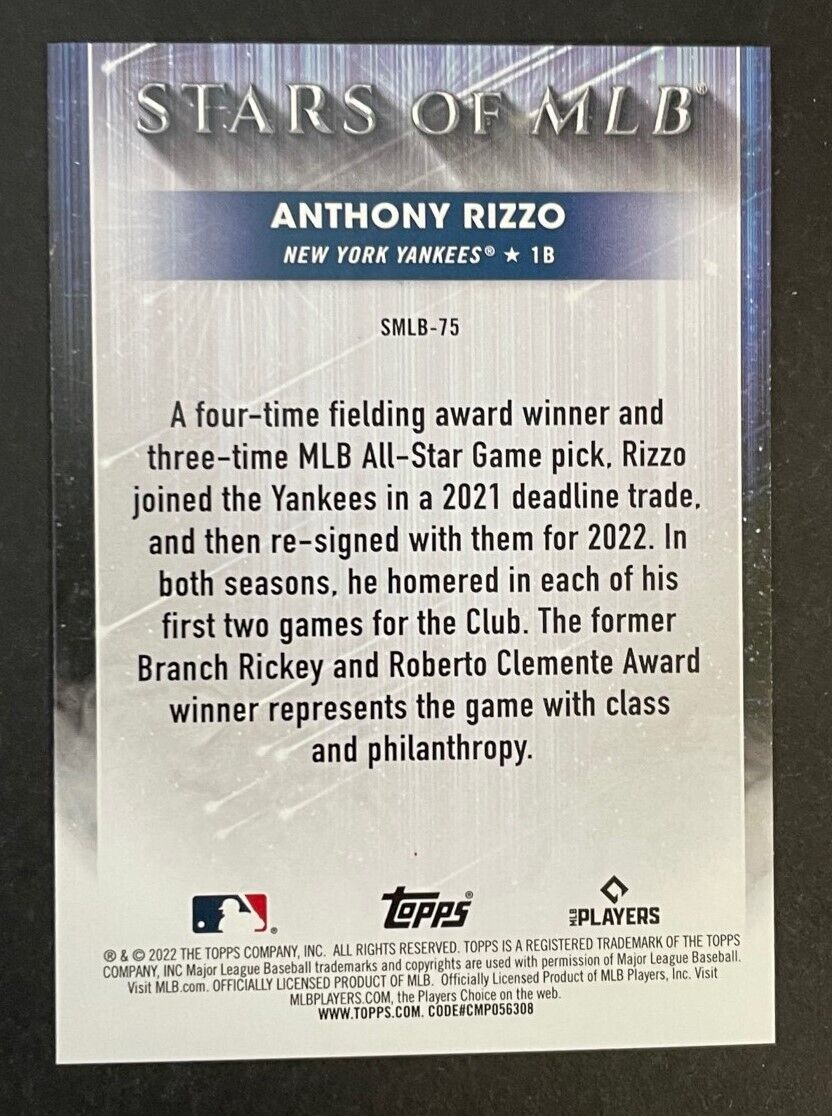 STARS OF MLB®
ANTHONY RIZZO
NEW YORK YANKEES® ★ 1B
SMLB-75
A four-time fielding award winner and
three-time MLB All-Star Game pick, Rizzo
joined the Yankees in a 2021 deadline trade,
and then re-signed with them for 2022. In
both seasons, he homered in each of his
first two games for the Club. The former
Branch Rickey and Roberto Clemente Award
winner represents the game with class
and philanthropy.
® TOPPS® MLB PLAYERS
® & © 2022 THE TOPPS COMPANY, INC. ALL RIGHTS RESERVED. TOPPS IS A REGISTERED TRADEMARK OF THE TOPPS
COMPANY, INC Major League Baseball trademarks and copyrights are used with permission of Major League Baseball.
Visit MLB.com. OFFICIALLY LICENSED PRODUCT OF MLB. Officially Licensed Product of MLB Players, Inc. Visit
MLBPLAYERS.COM, the Players Choice on the web.
WWW.TOPPS.COM. CODE#CMP056308